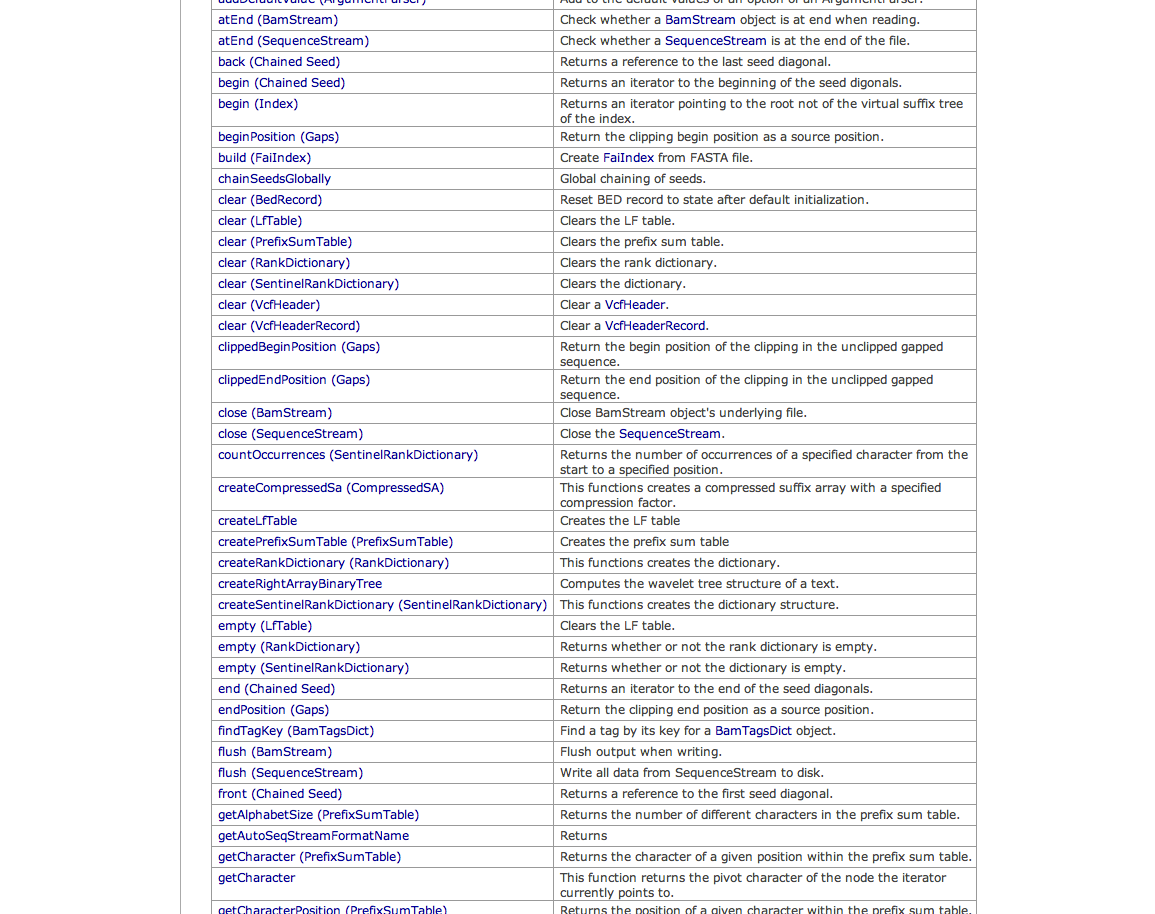 addDefaultValue (ArgumentParser) Add to the default values of an option of an ArgumentParser.
atEnd (BamStream) Check whether a BamStream object is at end when reading.
atEnd (SequenceStream) Check whether a SequenceStream is at the end of the file.
back (Chained Seed) Returns a reference to the last seed diagonal.
begin (Chained Seed) Returns an iterator to the beginning of the seed digonals.
begin (Index) Returns an iterator pointing to the root not of the virtual suffix tree
of the index.
beginPosition (Gaps) Return the clipping begin position as a source position.
build (FaiIndex) Create FaiIndex from FASTA file.
chainSeedsGlobally Global chaining of seeds.
clear (BedRecord) Reset BED record to state after default initialization.
clear (LfTable) Clears the LF table.
clear (PrefixSumTable) Clears the prefix sum table.
clear (RankDictionary) Clears the rank dictionary.
clear (SentinelRankDictionary) Clears the dictionary.
clear (VcfHeader) Clear a VcfHeader.
clear (VcfHeaderRecord) Clear a VcfHeaderRecord.
clippedBeginPosition (Gaps) Return the begin position of the clipping in the unclipped gapped
sequence.
clippedEndPosition (Gaps) Return the end position of the clipping in the unclipped gapped
sequence.
close (BamStream) Close BamStream object's underlying file.
close (SequenceStream) Close the SequenceStream.
countOccurrences (SentinelRankDictionary) Returns the number of occurrences of a specified character from the
start to a specified position.
createCompressedSa (CompressedSA) This functions creates a compressed suffix array with a specified
compression factor.
createLfTable Creates the LF table
createPrefixSumTable (PrefixSumTable) Creates the prefix sum table
createRankDictionary (RankDictionary) This functions creates the dictionary.
createRightArrayBinaryTree Computes the wavelet tree structure of a text.
createSentinelRankDictionary (SentinelRankDictionary) This functions creates the dictionary structure.
empty (LfTable) Clears the LF table.
empty (RankDictionary) Returns whether or not the rank dictionary is empty.
empty (SentinelRankDictionary) Returns whether or not the dictionary is empty.
end (Chained Seed) Returns an iterator to the end of the seed diagonals.
endPosition (Gaps) Return the clipping end position as a source position.
findTagKey (BamTagsDict) Find a tag by its key for a BamTagsDict object.
flush (BamStream) Flush output when writing.
flush (SequenceStream) Write all data from SequenceStream to disk.
front (Chained Seed) Returns a reference to the first seed diagonal.
getAlphabetSize (PrefixSumTable) Returns the number of different characters in the prefix sum table.
getAutoSeqStreamFormatName Returns
getCharacter (PrefixSumTable) Returns the character of a given position within the prefix sum table.
getCharacter This function returns the pivot character of the node the iterator
currently points to.
getCharacterPosition (PrefixSumTable) Returns the position of a given character within the prefix sum table.